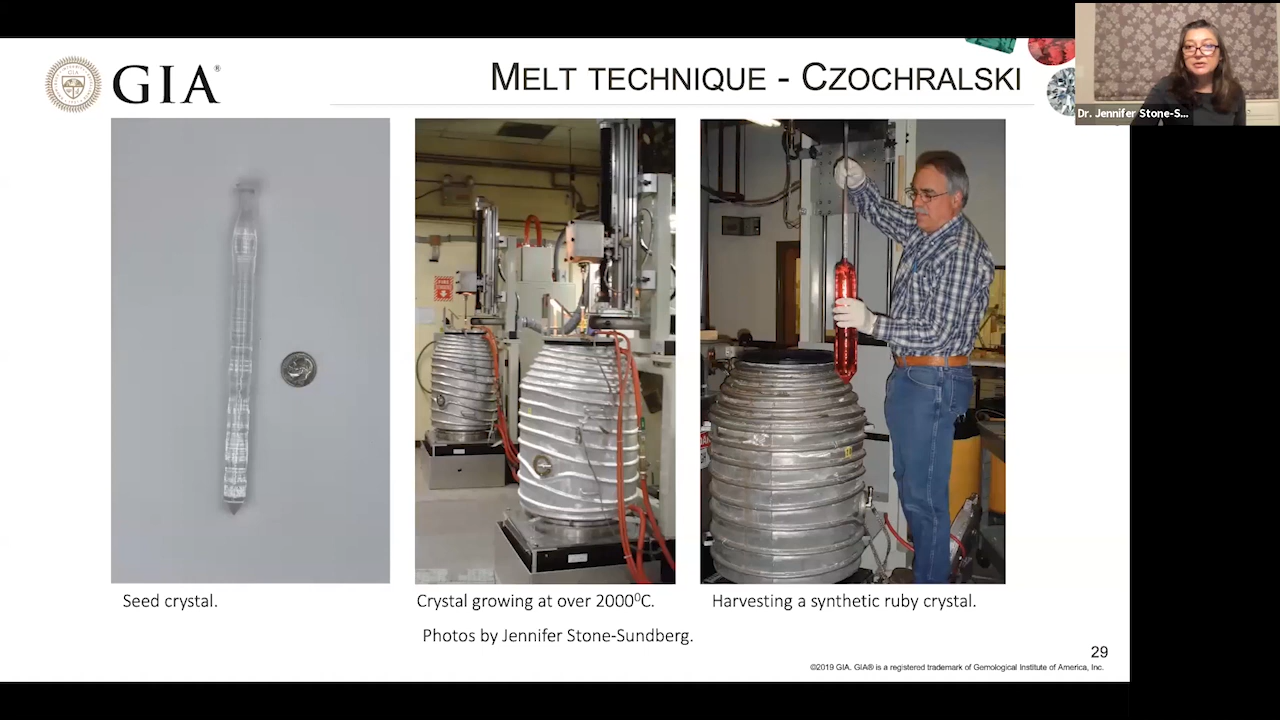 GIA®
MELT TECHNIQUE - CZOCHRALSKI
Dr. Jennifer Stone-S...
Seed crystal.
Crystal growing at over 2000⁰C.
Harvesting a synthetic ruby crystal.
Photos by Jennifer Stone-Sundberg.
29
©2019 GIA. GIA® is a registered trademark of Gemological Institute of America, Inc.